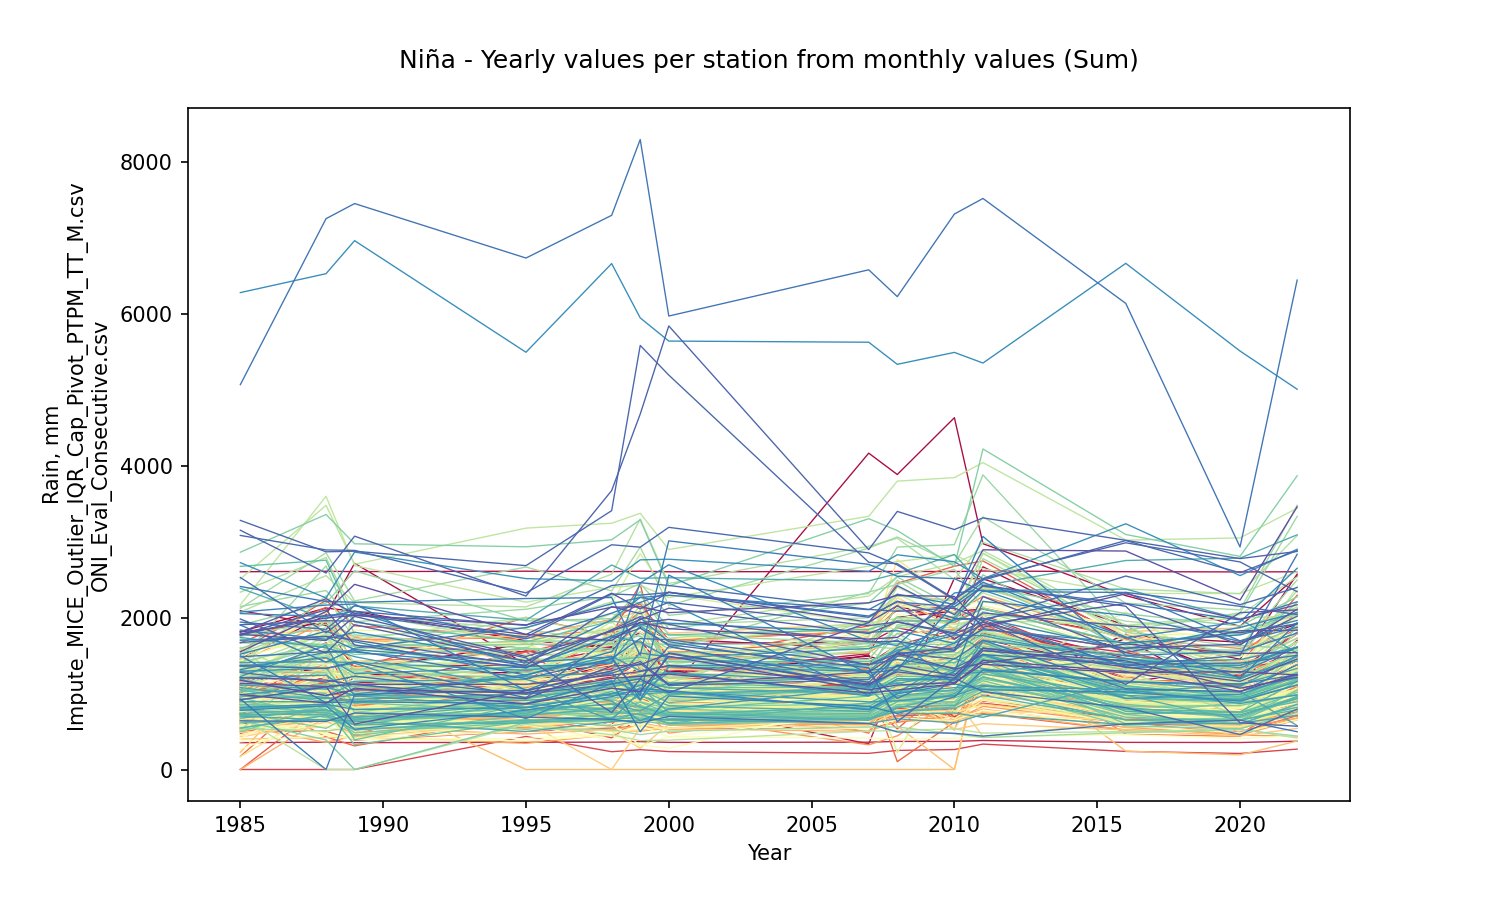 Niña - Yearly values per station from monthly values (Sum)
Rain, mm
Impute_MICE_Outlier_IQR_Cap_Pivot_PTPM_TT_M.csv
ONI_Eval_Consecutive.csv
8000
6000
4000
2000
0
1985
1990
1995
2000
2005
2010
2015
2020
Year